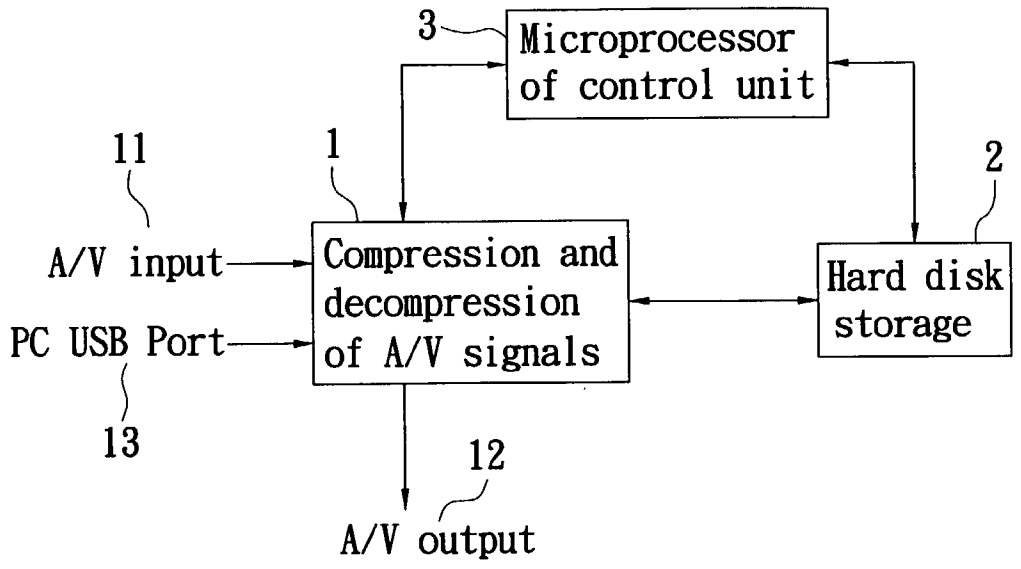 3
Microprocessor
of control unit
11
1
2
A/V input
Compression and
decompression
of A/V signals
Hard disk
storage
PC USB Port
13
12
A/V output